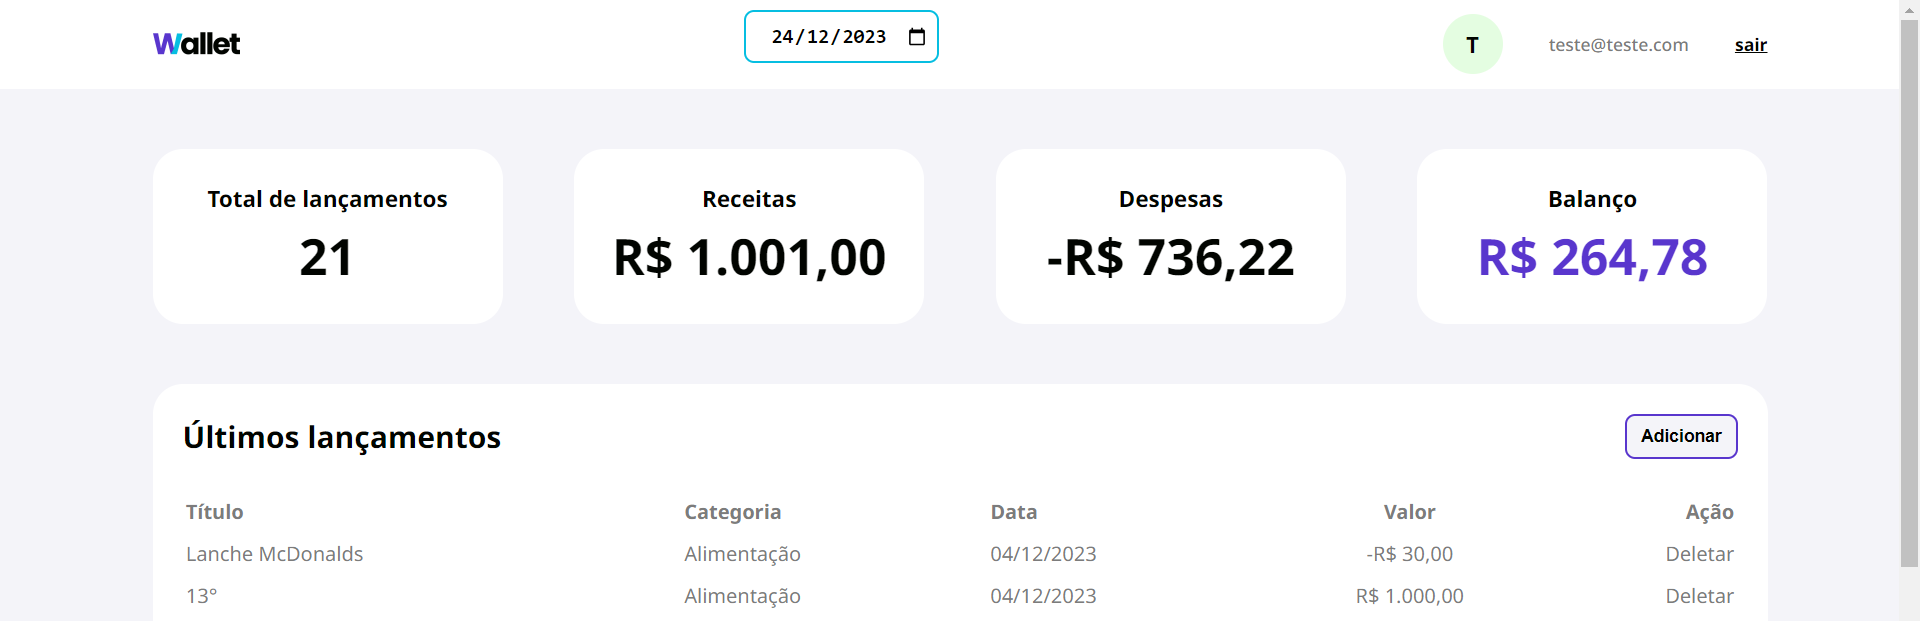 Wallet
24/12/2023
T
teste@teste.com
sair
Total de lançamentos
21
Receitas
R$ 1.001,00
Despesas
-R$ 736,22
Balanço
R$ 264,78
Últimos lançamentos
Adicionar
Título Categoria Data Valor Ação
Lanche McDonalds Alimentação 04/12/2023 -R$ 30,00 Deletar
13° Alimentação 04/12/2023 R$ 1.000,00 Deletar